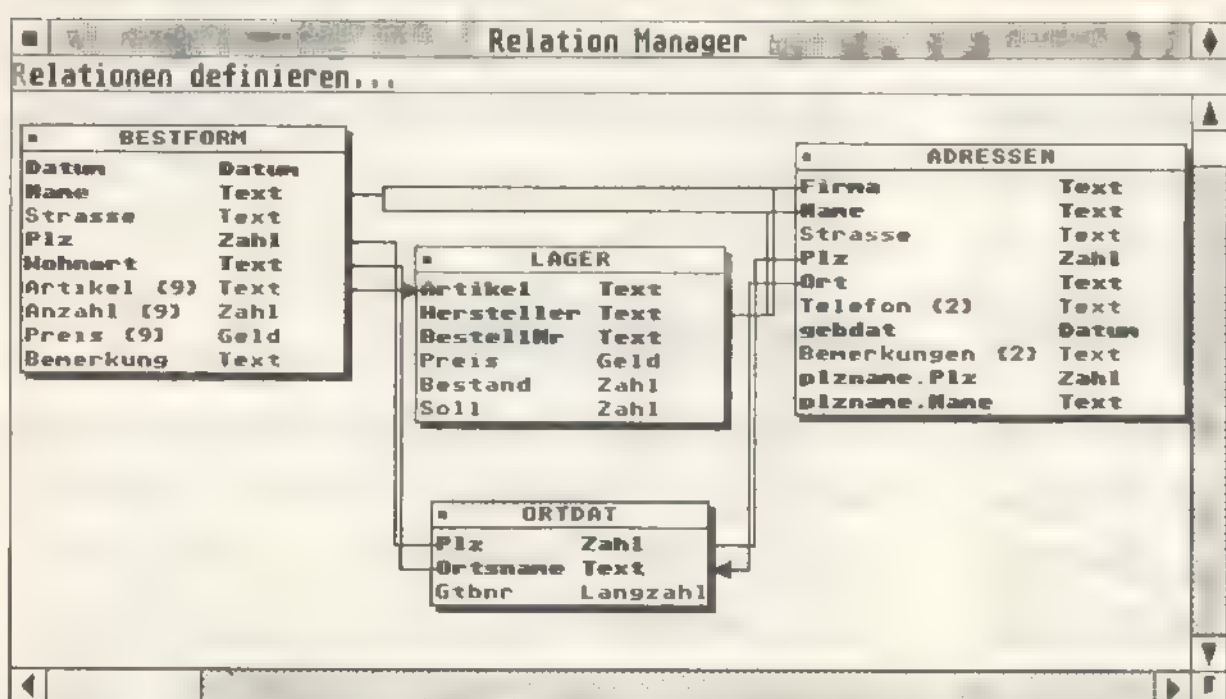 Relation Manager
Relationen definieren...
BESTFORM
Datum Datum
Name Text
Strasse Text
Plz Zahl
Wohnort Text
Artikel (9) Text
Anzahl (9) Zahl
Preis (9) Geld
Bemerkung Text
LAGER
Artikel Text
Hersteller Text
BestellNr Text
Preis Geld
Bestand Zahl
Soll Zahl
ADRESSEN
Firma Text
Name Text
Strasse Text
Plz Zahl
Ort Text
Telefon (2) Text
gebdat Datum
Bemerkungen (2) Text
plzname.Plz Zahl
plzname.Name Text
ORTDAT
Plz Zahl
Ortsname Text
Gtbnr Langzahl